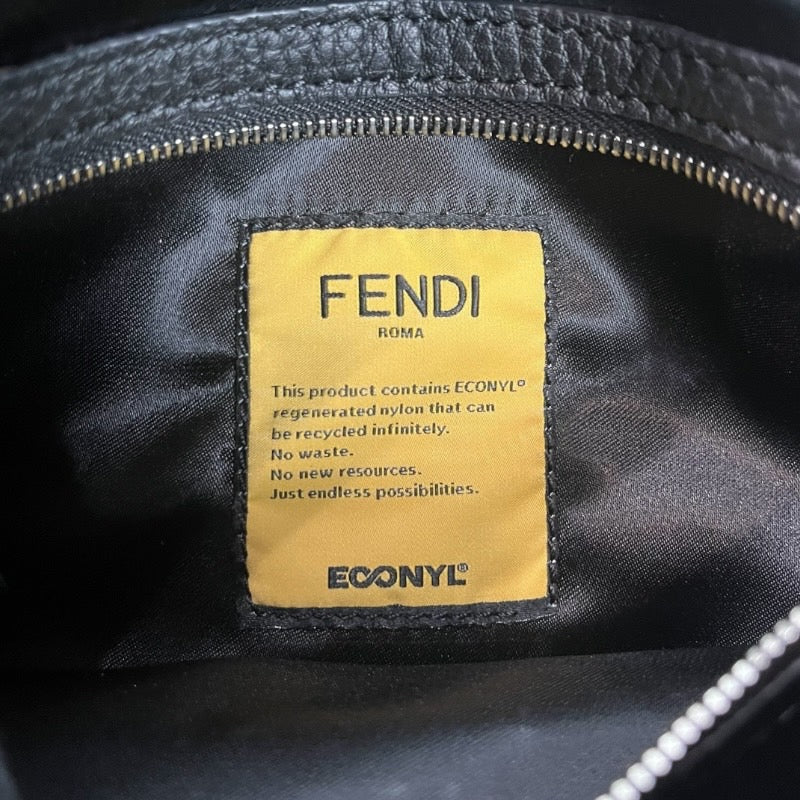 FENDI
ROMA
This product contains ECONYL®
regenerated nylon that can
be recycled infinitely.
No waste.
No new resources.
Just endless possibilities.
ECONYL®